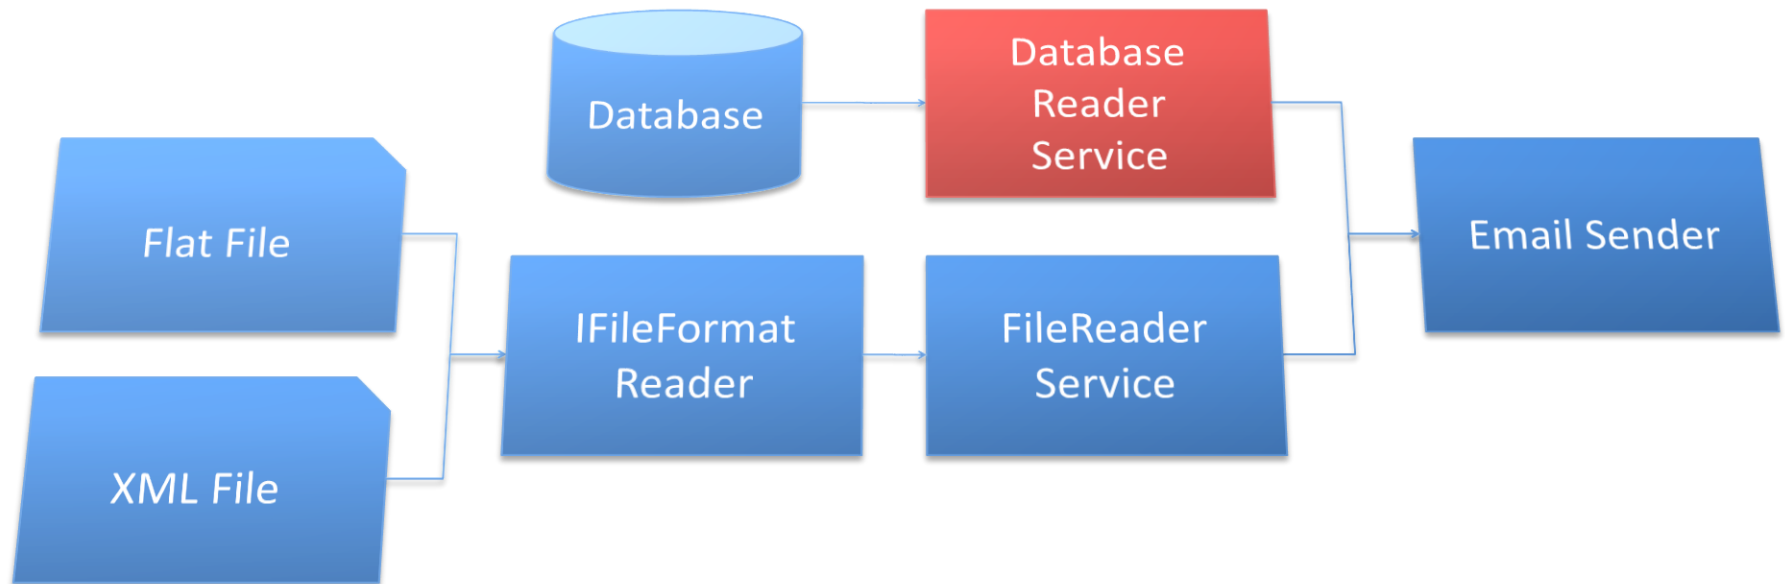 Database
Database
Reader
Service
Flat File
Email Sender
IFileFormat
Reader
FileReader
Service
XML File